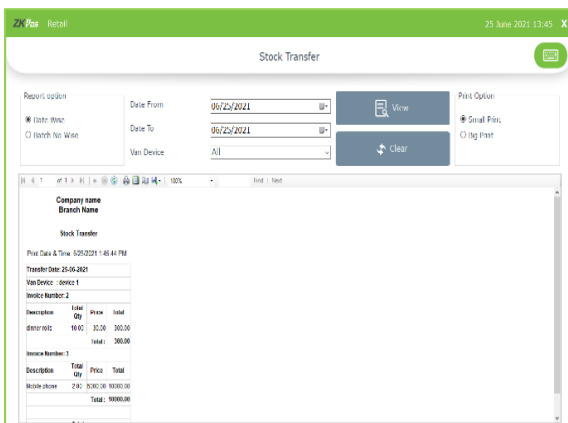 ZKPos Retail
25 June 2021 13:45 X
Stock Transfer
Report option
Date Wise
Batch No Wise
Date From
06/25/2021
Date To
06/25/2021
Van Device
All
View
Clear
Print Option
Small Print
Big Print
1 of 1
100%
Find | Next
Company name
Branch Name
Stock Transfer
Print Date & Time: 6/25/2021 1:45:44 PM
Transfer Date: 25-06-2021
Van Device : device 1
Invoice Number: 2
Description Total Qty Price Total
dinner rolls 10.00 30.00 300.00
Total : 300.00
Invoice Number: 3
Description Total Qty Price Total
Mobile phone 2.00 5000.00 10000.00
Total : 10000.00